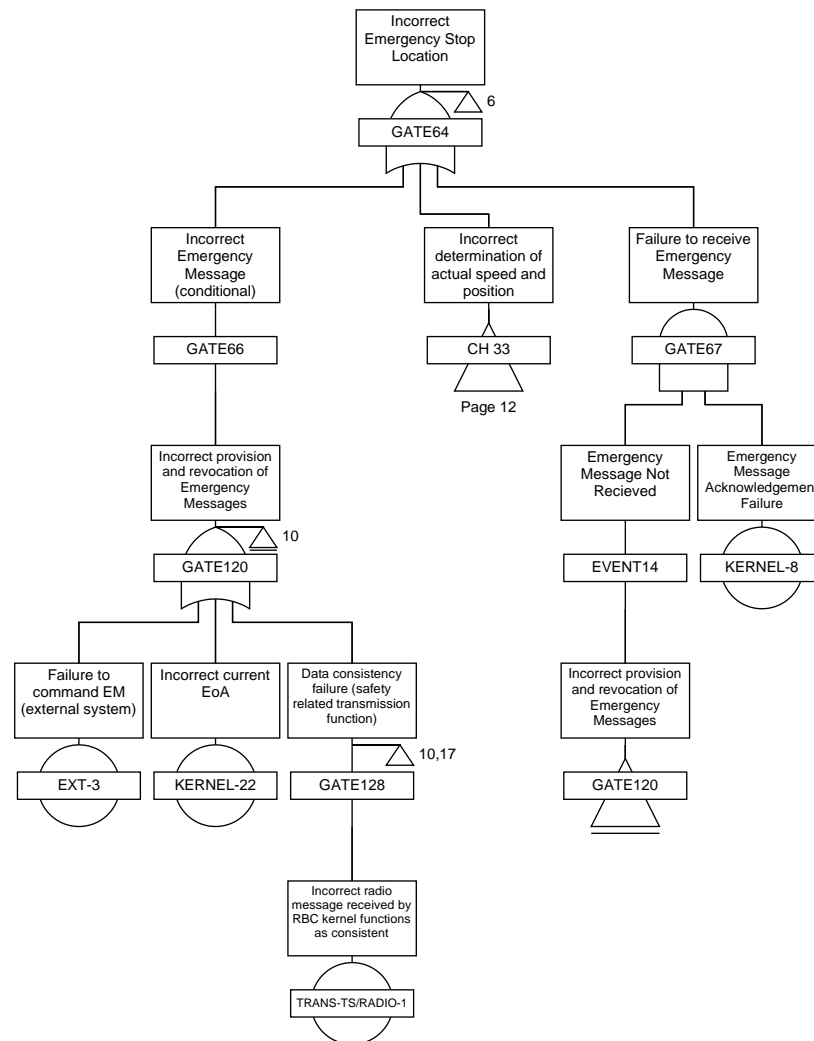 Incorrect
Emergency Stop
Location
6
GATE64
Incorrect
Emergency
Message
(conditional)
GATE66
Incorrect
determination of
actual speed and
position
CH 33
Page 12
Failure to receive
Emergency
Message
GATE67
Incorrect provision
and revocation of
Emergency
Messages
10
GATE120
Emergency
Message Not
Recieved
EVENT14
Emergency
Message
Acknowledgement
Failure
KERNEL-8
Failure to
command EM
(external system)
EXT-3
Incorrect current
EoA
KERNEL-22
Data consistency
failure (safety
related transmission
function)
10,17
GATE128
Incorrect provision
and revocation of
Emergency
Messages
GATE120
Incorrect radio
message received by
RBC kernel functions
as consistent
TRANS-TS/RADIO-1